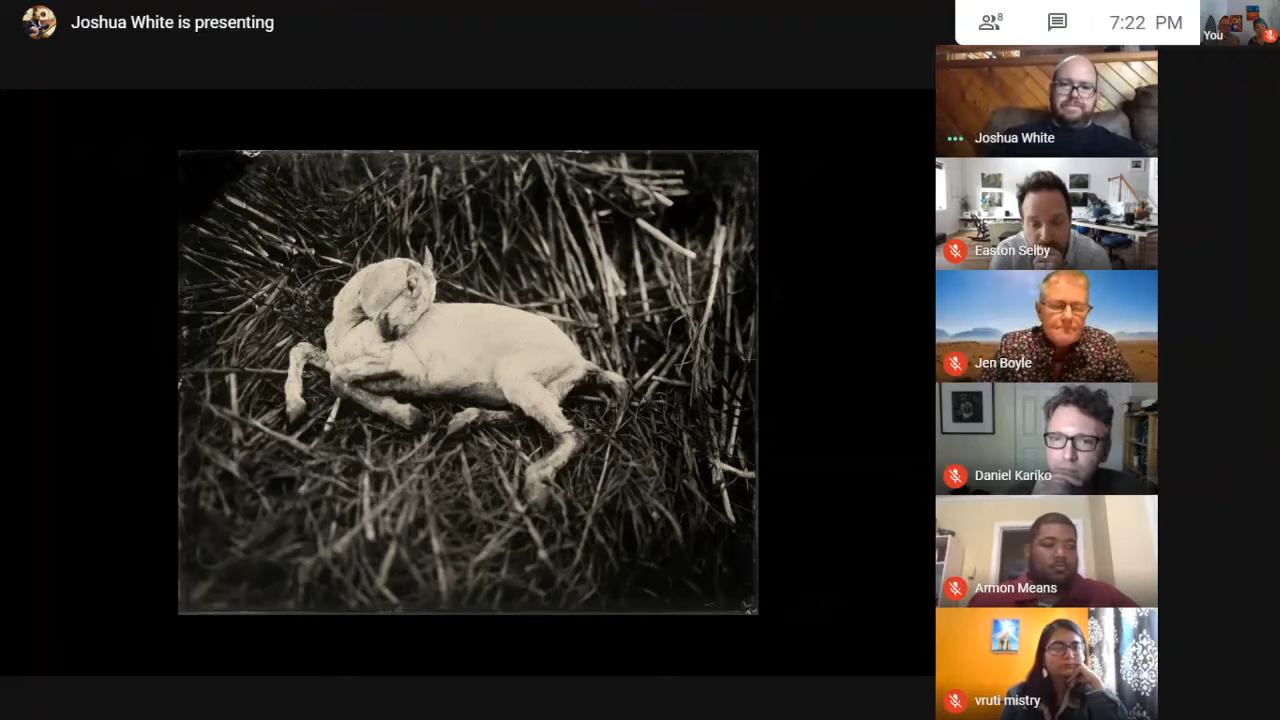 Joshua White is presenting
8
7:22 PM
You
Joshua White
Easton Selby
Jen Boyle
Daniel Kariko
Armon Means
vruti mistry